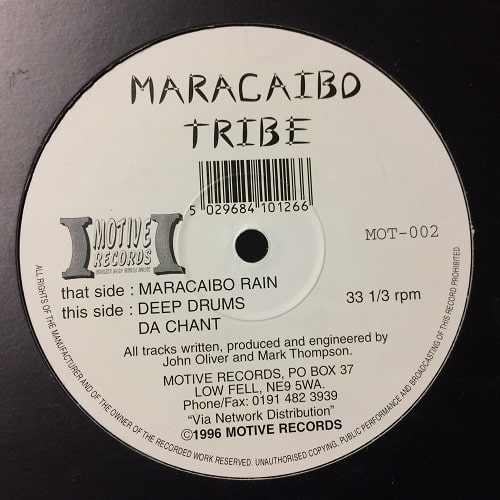 MARACAIBO
TRIBE
5 029684 101266
MOTIVE
RECORDS
MOT-002
that side : MARACAIBO RAIN
this side : DEEP DRUMS
DA CHANT
33 1/3 rpm
All tracks written, produced and engineered by
John Oliver and Mark Thompson.
MOTIVE RECORDS, PO BOX 37
LOW FELL, NE9 5WA.
Phone/Fax: 0191 482 3939
"Via Network Distribution"
©1996 MOTIVE RECORDS
ALL RIGHTS OF THE MANUFACTURER AND OF THE OWNER OF THE RECORDED WORK RESERVED. UNAUTHORISED COPYING, PUBLIC PERFORMANCE AND BROADCASTING OF THIS RECORD PROHIBITED.